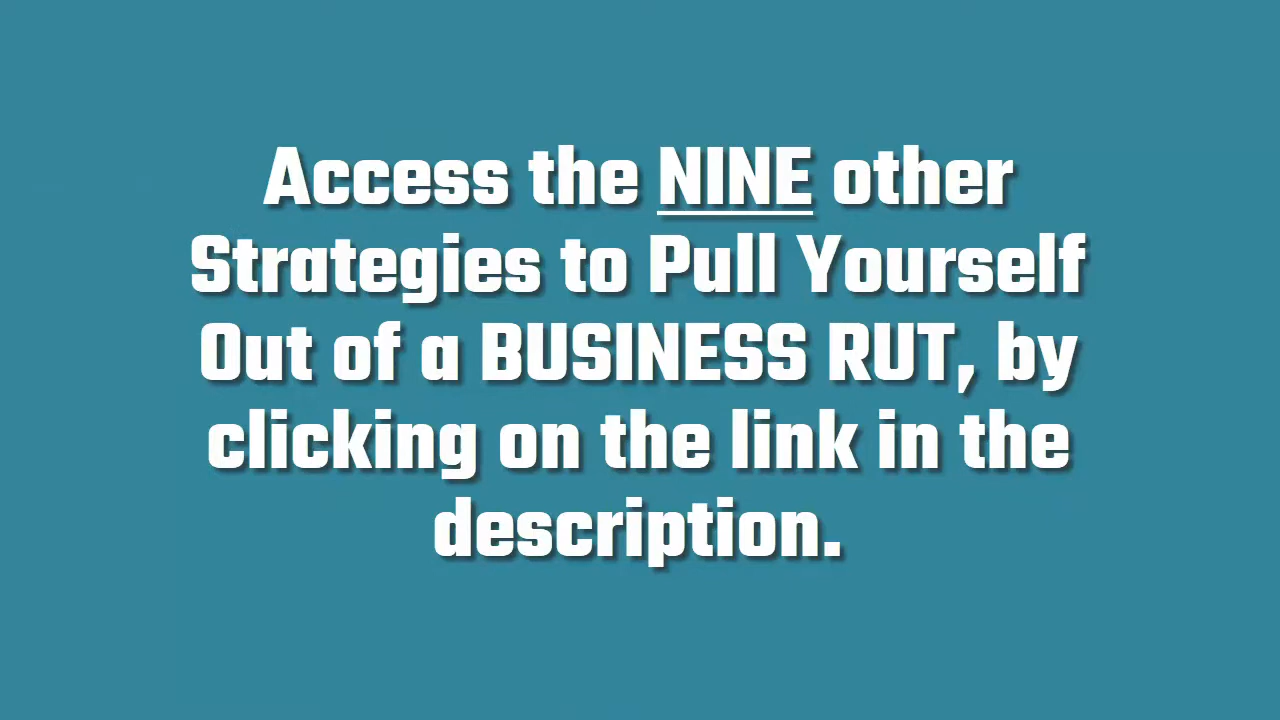 Access the NINE other
Strategies to Pull Yourself
Out of a BUSINESS RUT, by
clicking on the link in the
description.